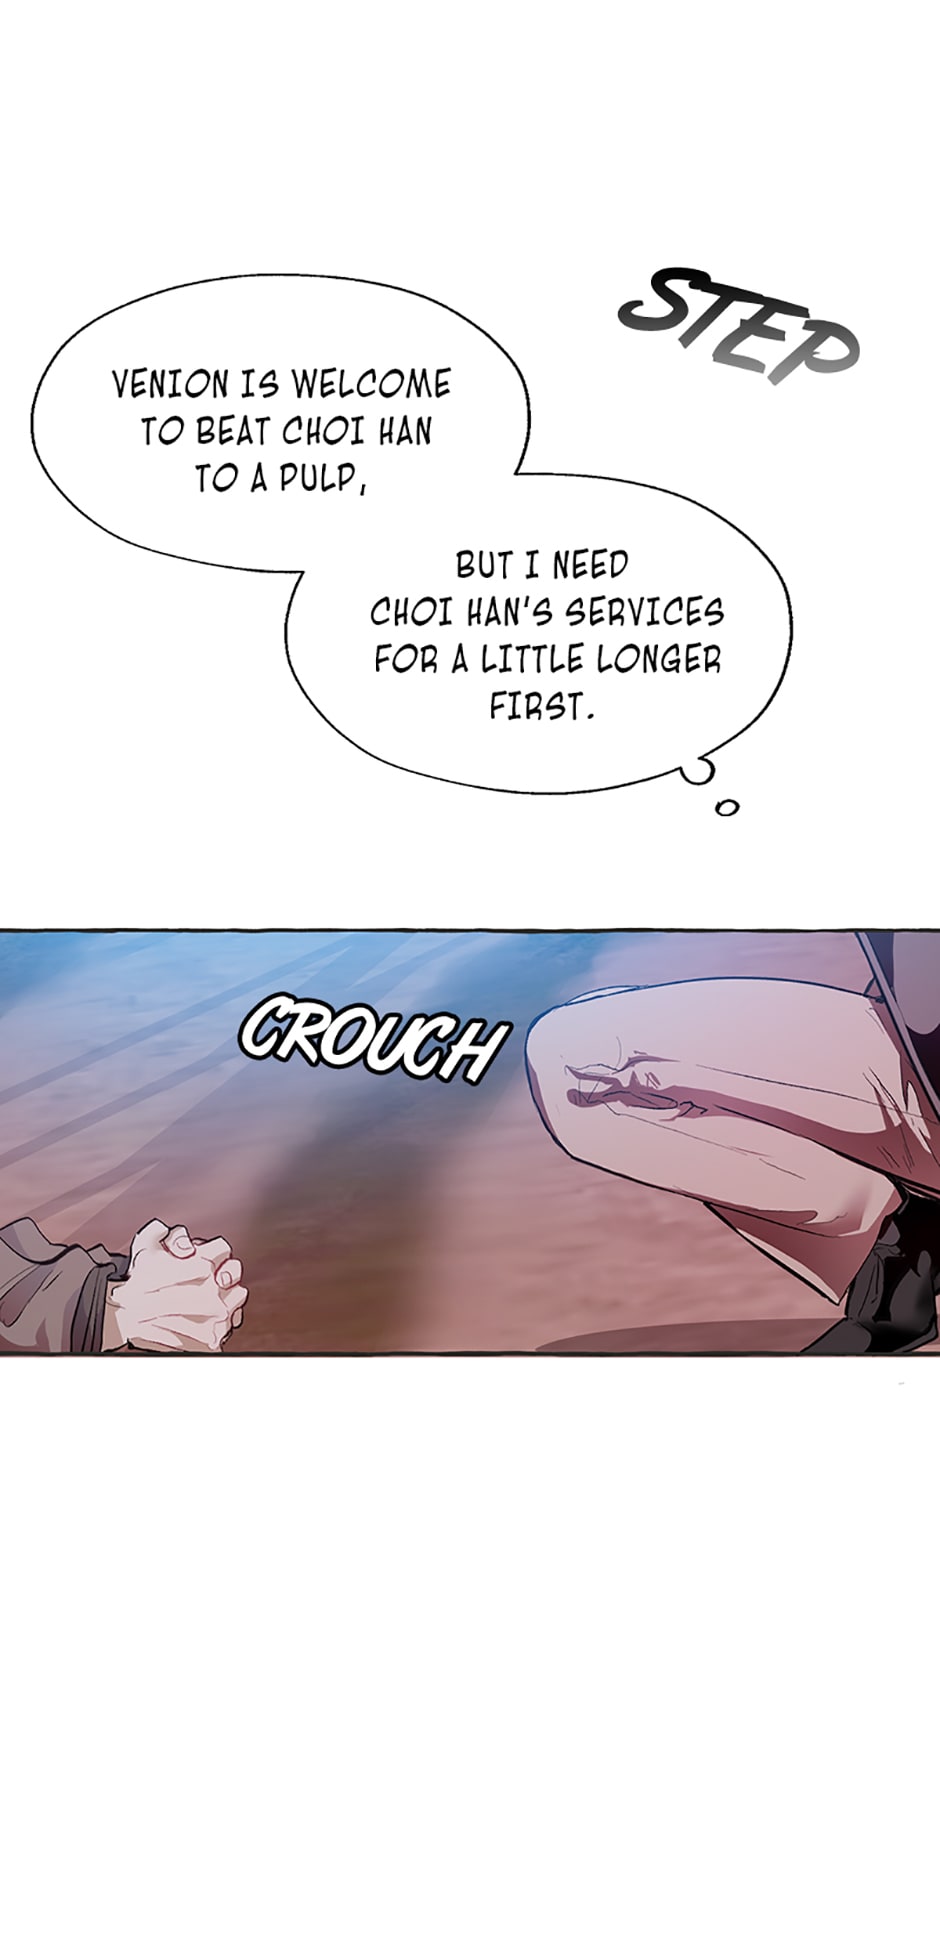 STEP
VENION IS WELCOME
TO BEAT CHOI HAN
TO A PULP,
BUT I NEED
CHOI HAN'S SERVICES
FOR A LITTLE LONGER
FIRST.
CROUCH